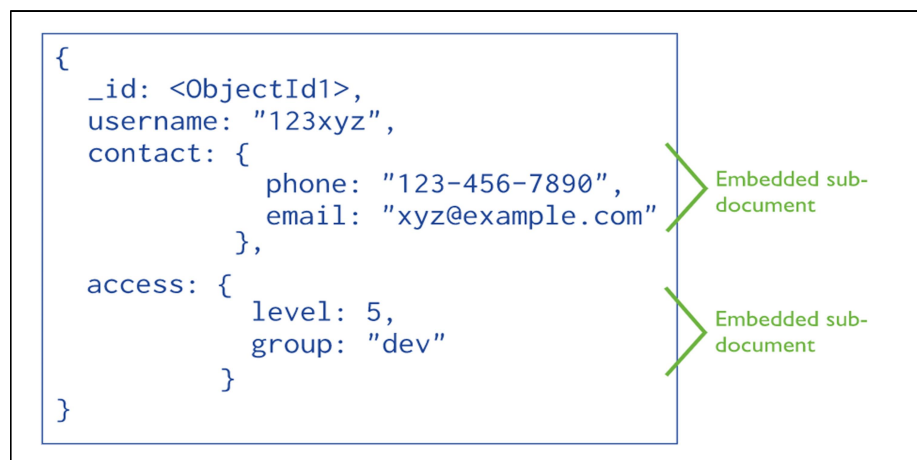 {
_id: <ObjectId1>,
username: "123xyz",
contact: {
phone: "123-456-7890",
email: "xyz@example.com"
},
access: {
level: 5,
group: "dev"
}
}
Embedded sub-
document
Embedded sub-
document